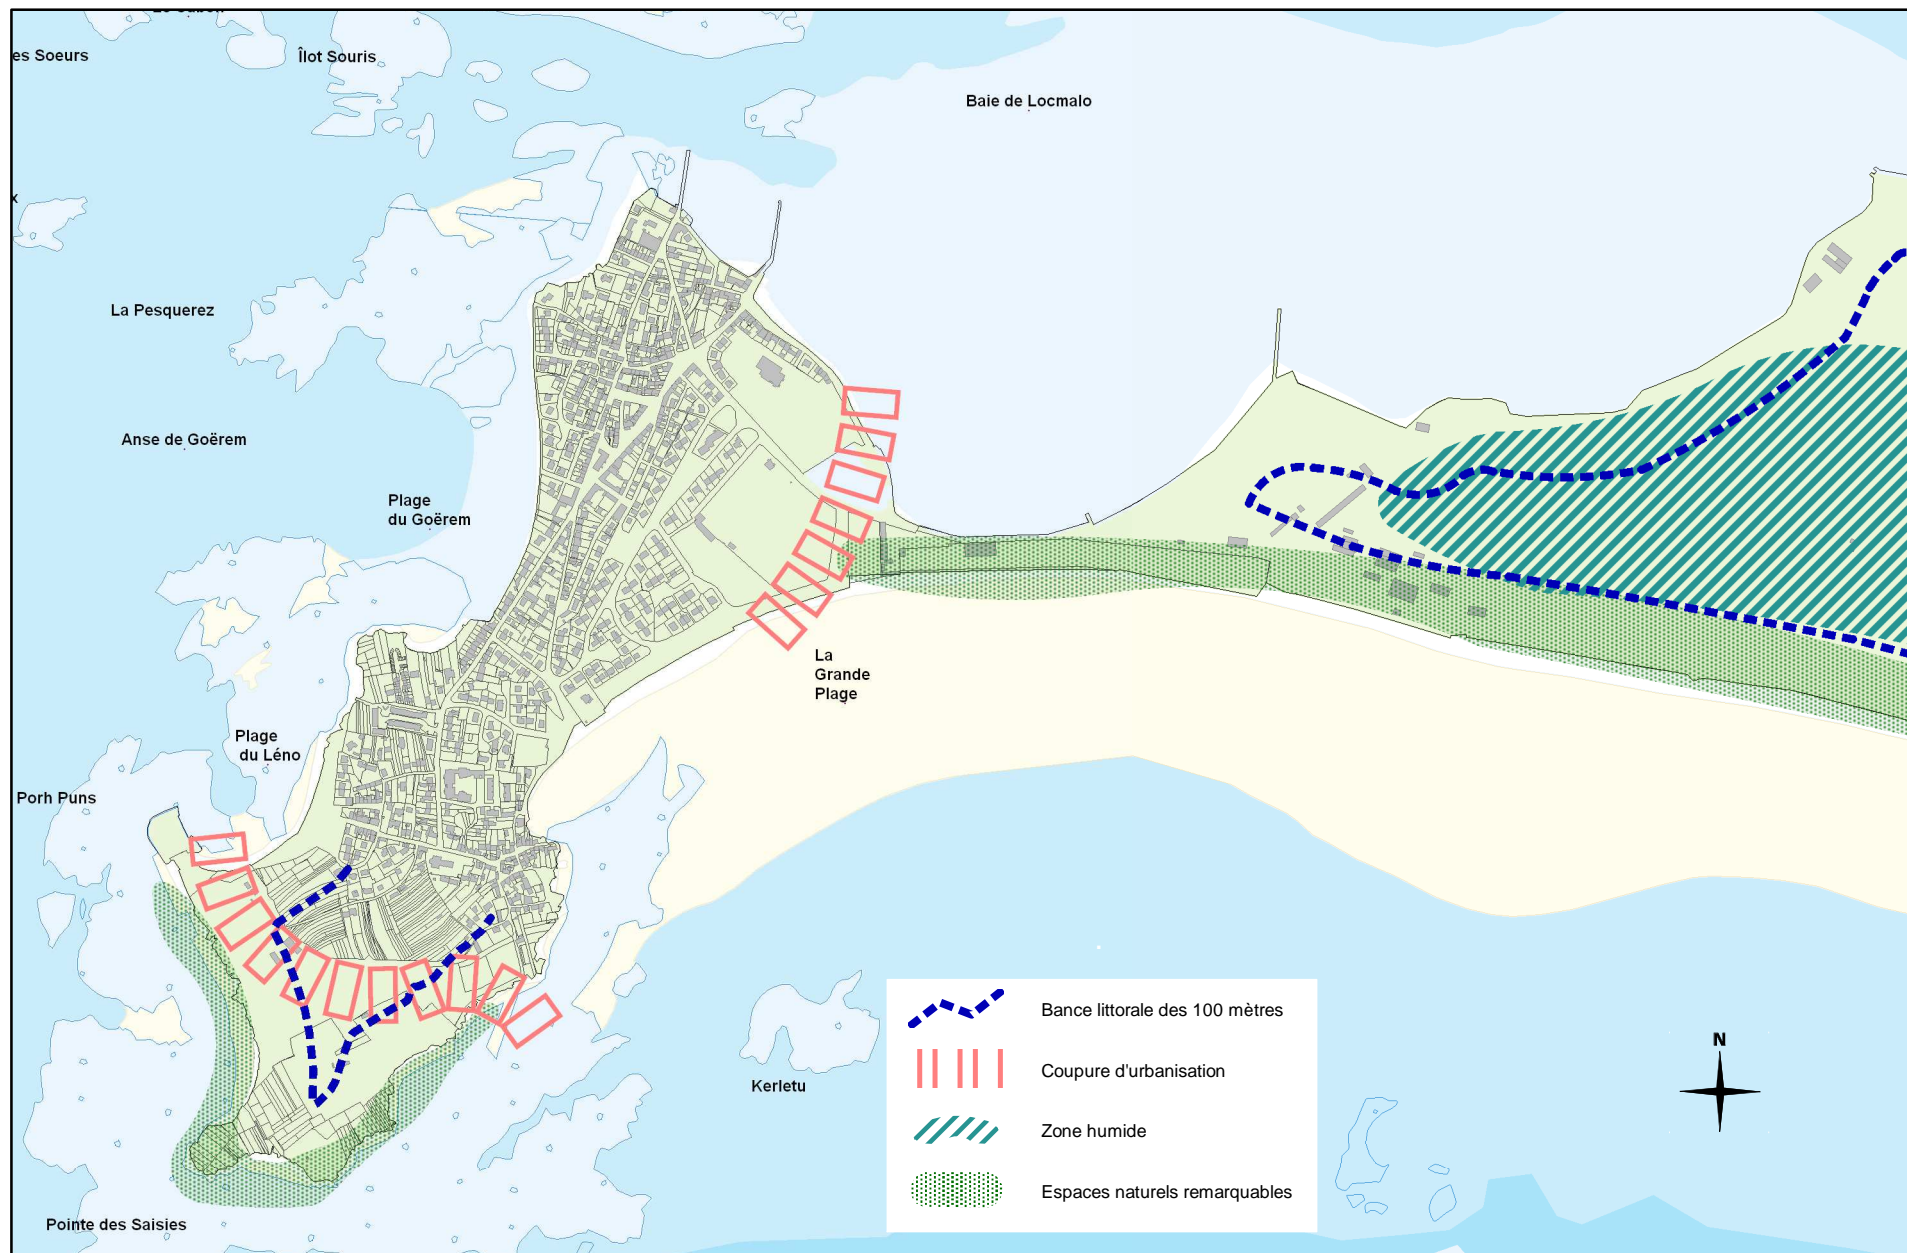 es Soeurs
Îlot Souris
Baie de Locmalo
x
La Pesquerez
Anse de Goërem
Plage
du Goërem
La
Grande
Plage
Plage
du Léno
Porh Puns
Kerletu
Pointe des Saisies
Bance littorale des 100 mètres
Coupure d'urbanisation
Zone humide
Espaces naturels remarquables
N